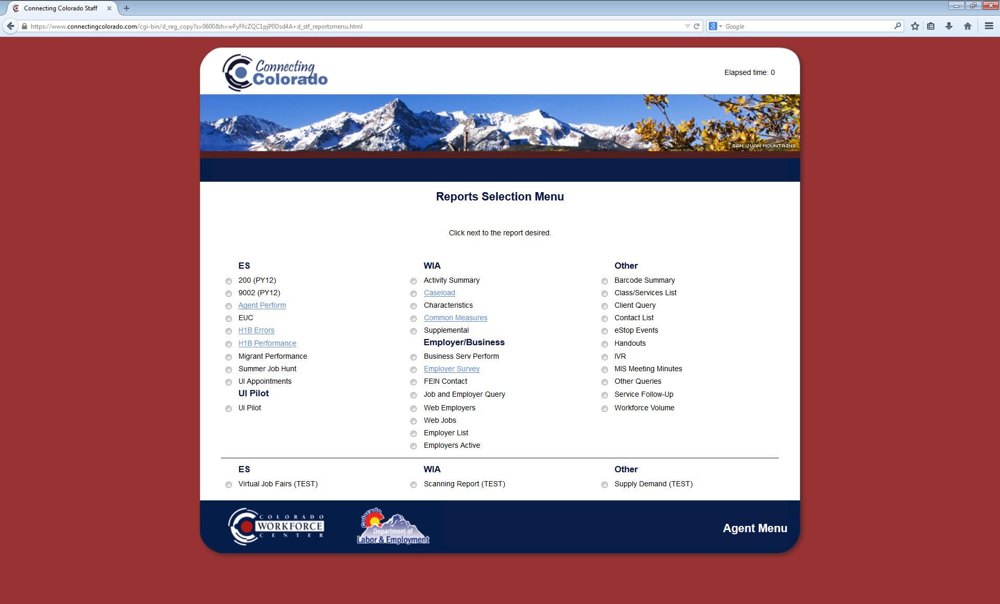 Connecting Colorado Staff
https://www.connectingcolorado.com/cgi-bin/d_reg_copy?s=0600&h=wFyFfcZQC1pjP0Dsd4A+d_stf_reportsmenu.html
Google
Connecting
Colorado
Elapsed time: 0
SAN JUAN MOUNTAINS
Reports Selection Menu
Click next to the report desired.
ES
200 (PY12)
9002 (PY12)
Agent Perform
EUC
H1B Errors
H1B Performance
Migrant Performance
Summer Job Hunt
UI Appointments
UI Pilot
UI Pilot
WIA
Activity Summary
Caseload
Characteristics
Common Measures
Supplemental
Employer/Business
Business Serv Perform
Employer Survey
FEIN Contact
Job and Employer Query
Web Employers
Web Jobs
Employer List
Employers Active
Other
Barcode Summary
Class/Services List
Client Query
Contact List
eStop Events
Handouts
IVR
MIS Meeting Minutes
Other Queries
Service Follow-Up
Workforce Volume
ES
Virtual Job Fairs (TEST)
WIA
Scanning Report (TEST)
Other
Supply Demand (TEST)
COLORADO
WORKFORCE
CENTER
Colorado
Department of
Labor & Employment
Agent Menu